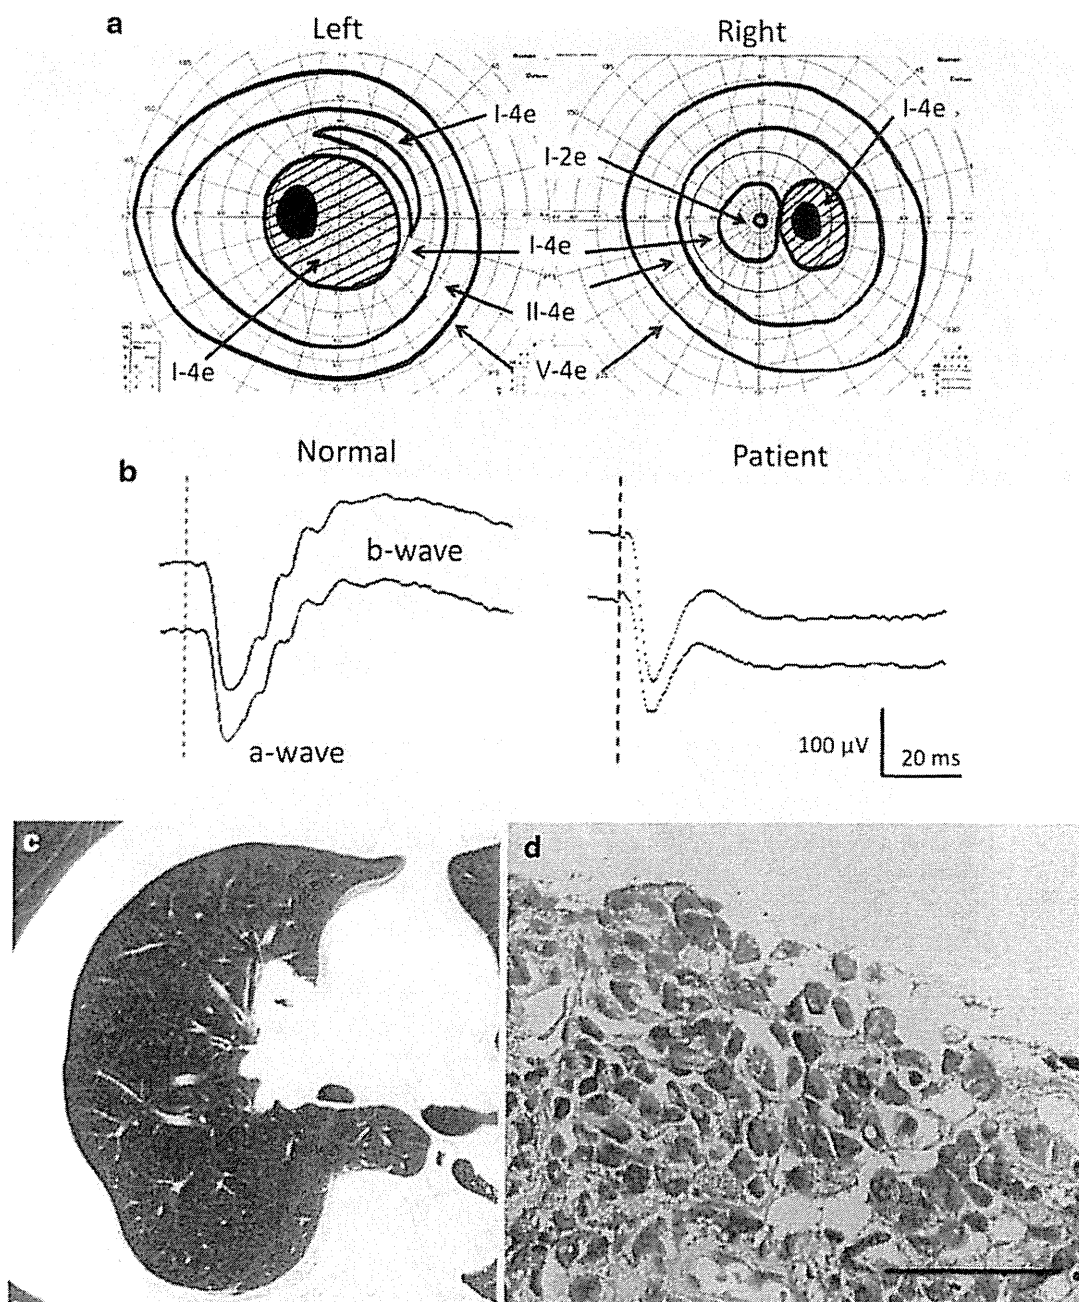 a
Left
Right
I-4e
I-4e
I-2e
I-4e
II-4e
I-4e
V-4e
b
Normal
Patient
b-wave
a-wave
100 µV
20 ms
c
d